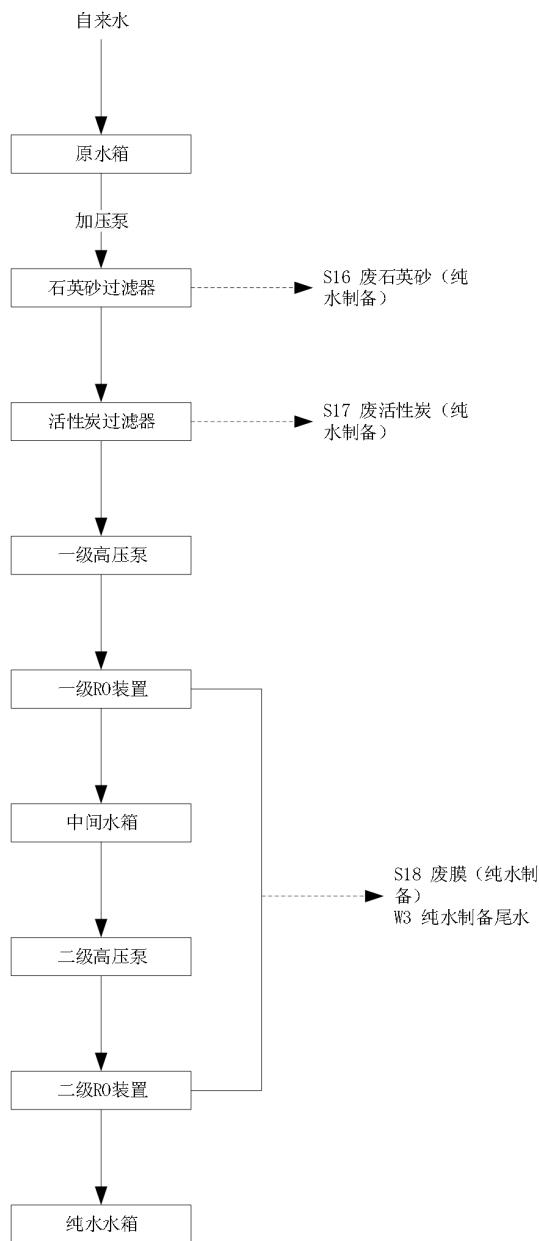 自来水
原水箱
加压泵
石英砂过滤器
S16 废石英砂（纯
水制备）
活性炭过滤器
S17 废活性炭（纯
水制备）
一级高压泵
一级RO装置
中间水箱
S18 废膜（纯水制
备）
W3 纯水制备尾水
二级高压泵
二级RO装置
纯水水箱